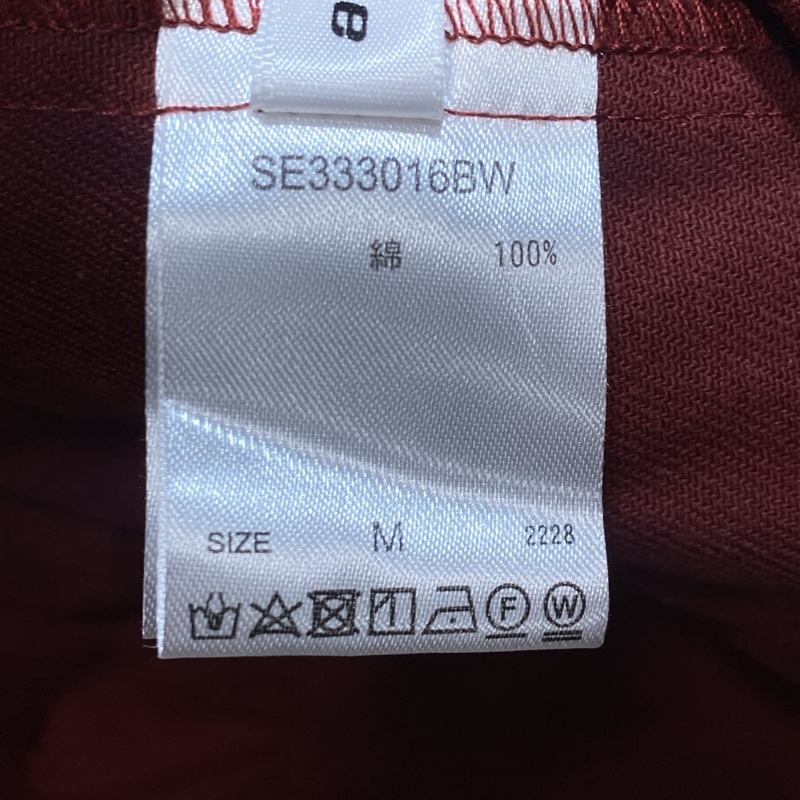 e
SE333016BW
綿 100%
SIZE M 2228
F W